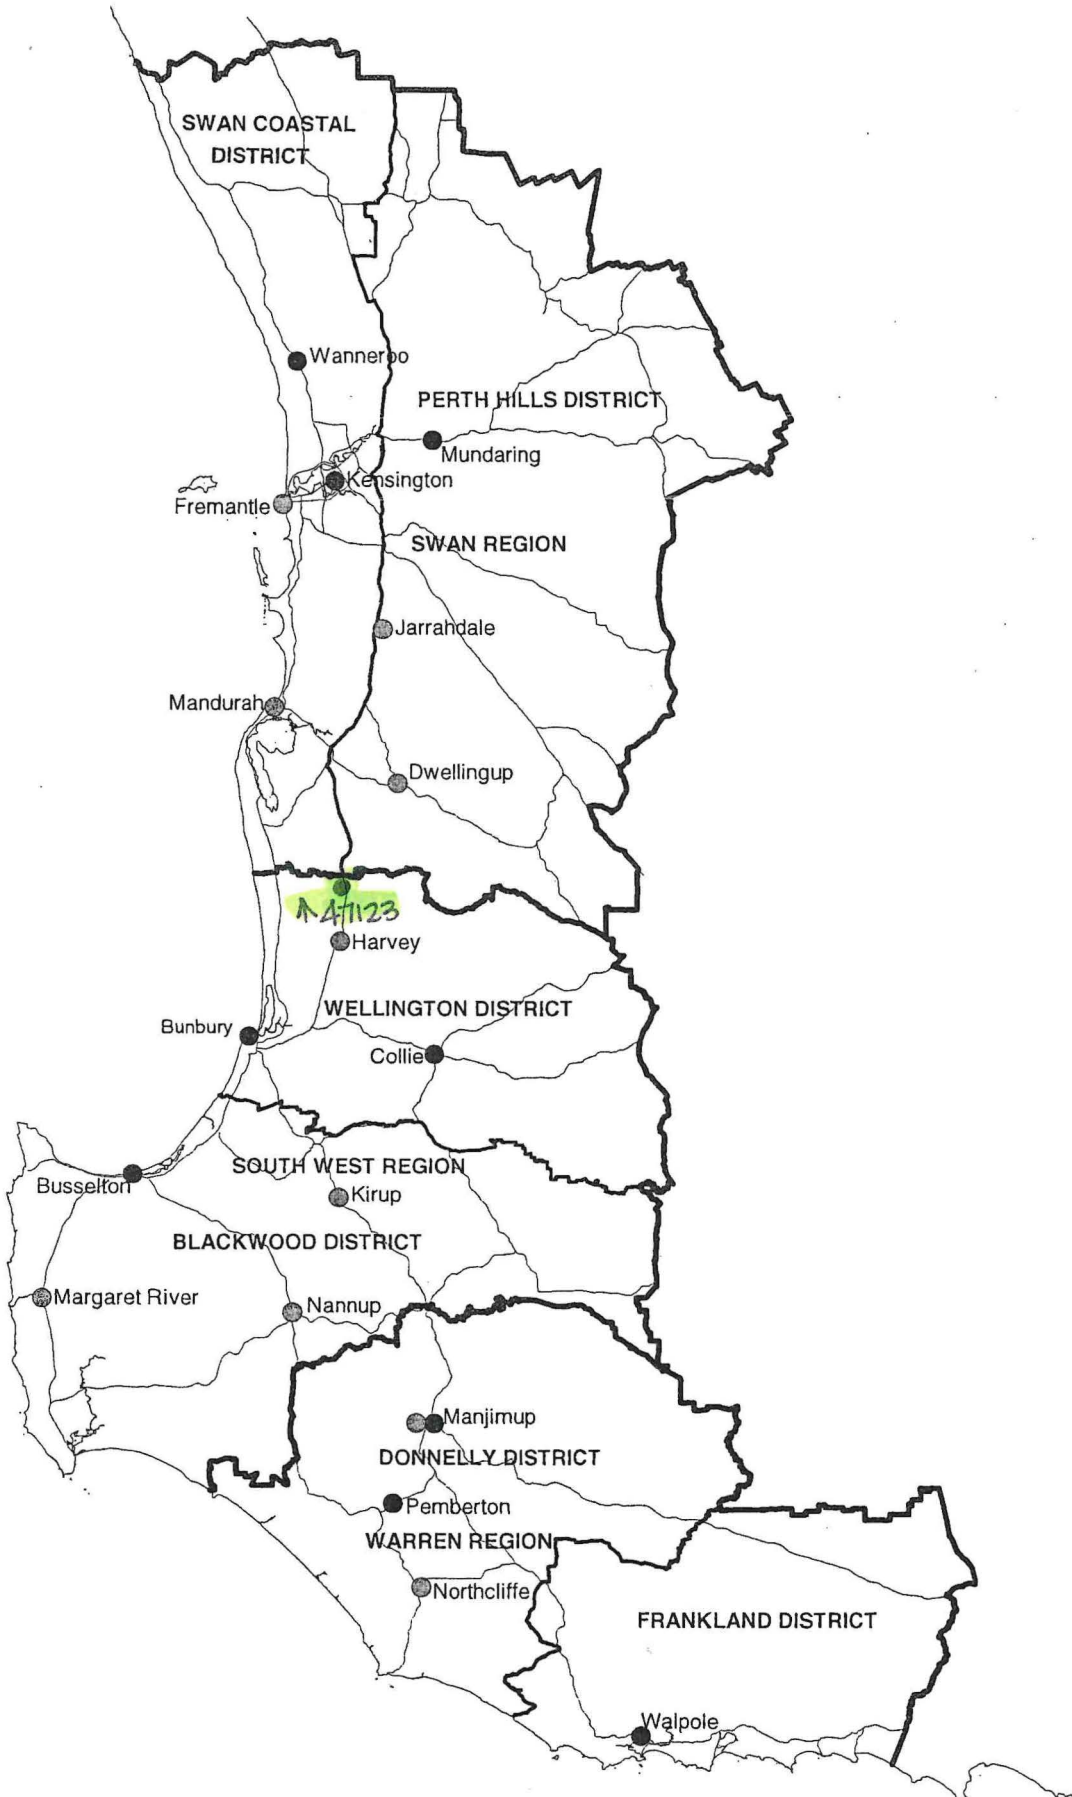 SWAN COASTAL
DISTRICT
Wanneroo
PERTH HILLS DISTRICT
Mundaring
Kensington
Fremantle
SWAN REGION
Jarrahdale
Mandurah
Dwellingup
↑ 471123
Harvey
WELLINGTON DISTRICT
Bunbury
Collie
SOUTH WEST REGION
Busselton
Kirup
BLACKWOOD DISTRICT
Margaret River
Nannup
Manjimup
DONNELLY DISTRICT
Pemberton
WARREN REGION
Northcliffe
FRANKLAND DISTRICT
Walpole